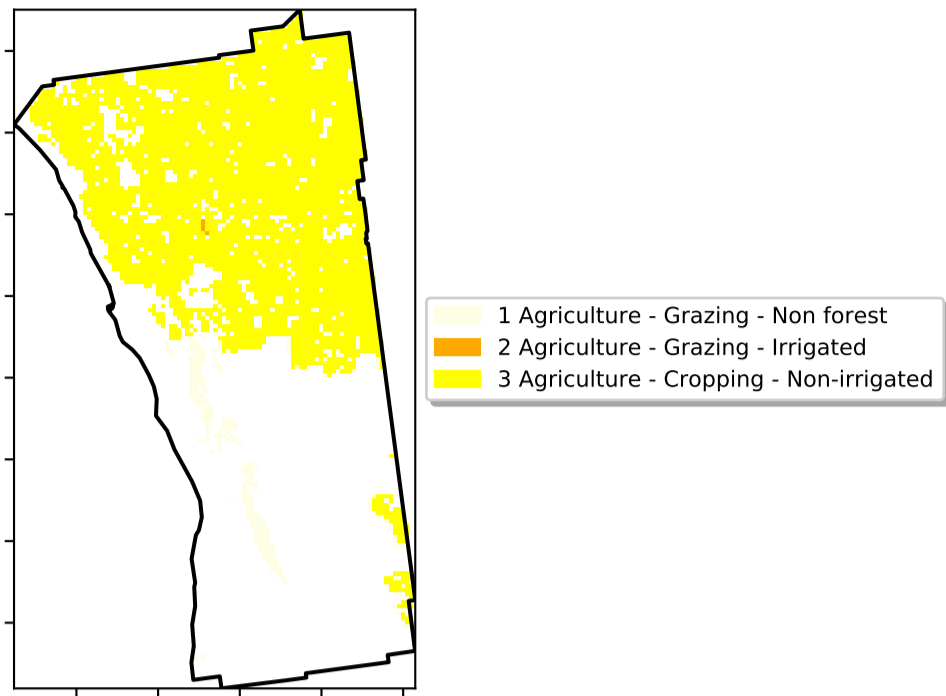 1 Agriculture - Grazing - Non forest
2 Agriculture - Grazing - Irrigated
3 Agriculture - Cropping - Non-irrigated